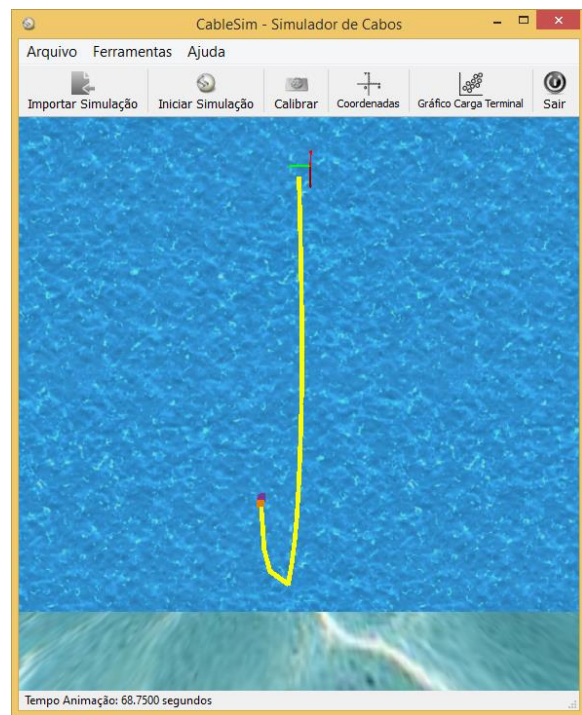 CableSim - Simulador de Cabos
Arquivo Ferramentas Ajuda
Importar Simulação Iniciar Simulação Calibrar Coordenadas Gráfico Carga Terminal Sair
Tempo Animação: 68.7500 segundos